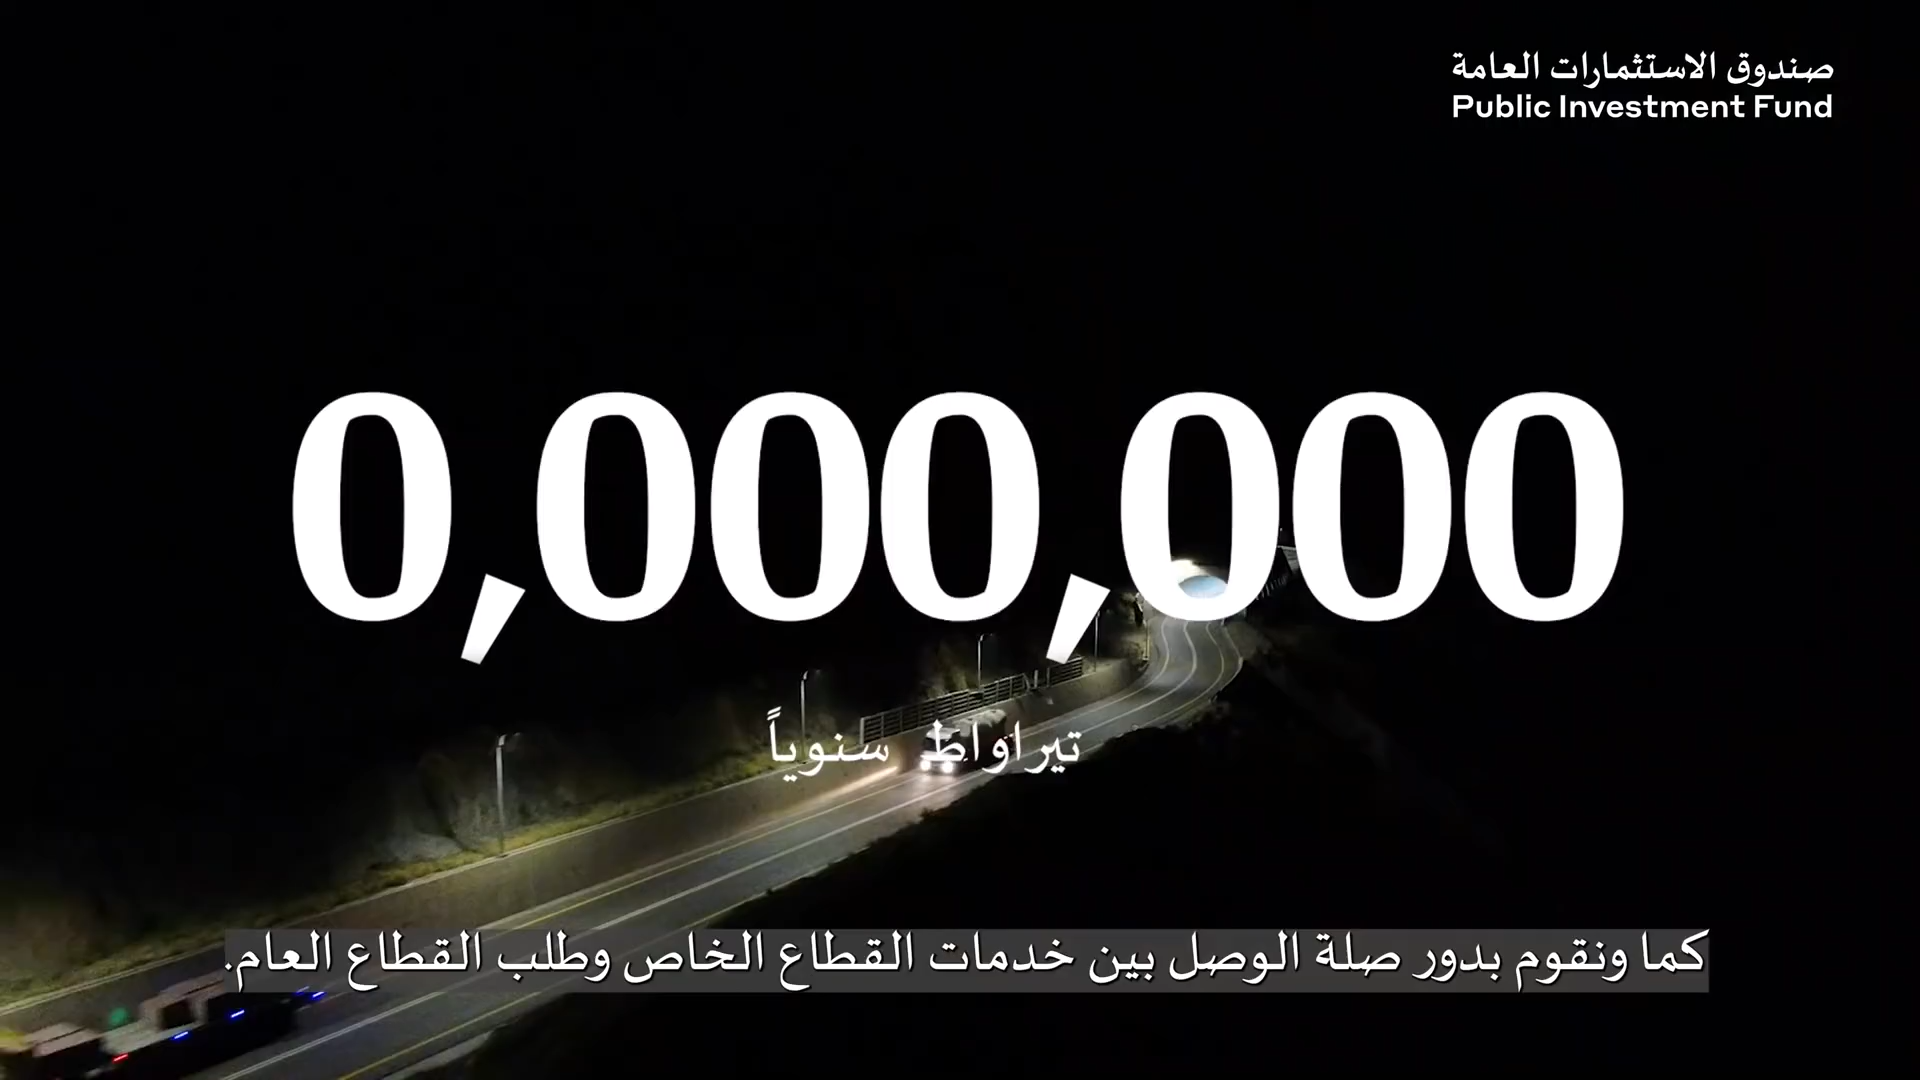 صندوق الاستثمارات العامة
Public Investment Fund
0,000,000
تيراواط سنوياً
كما ونقوم بدور صلة الوصل بين خدمات القطاع الخاص وطلب القطاع العام.